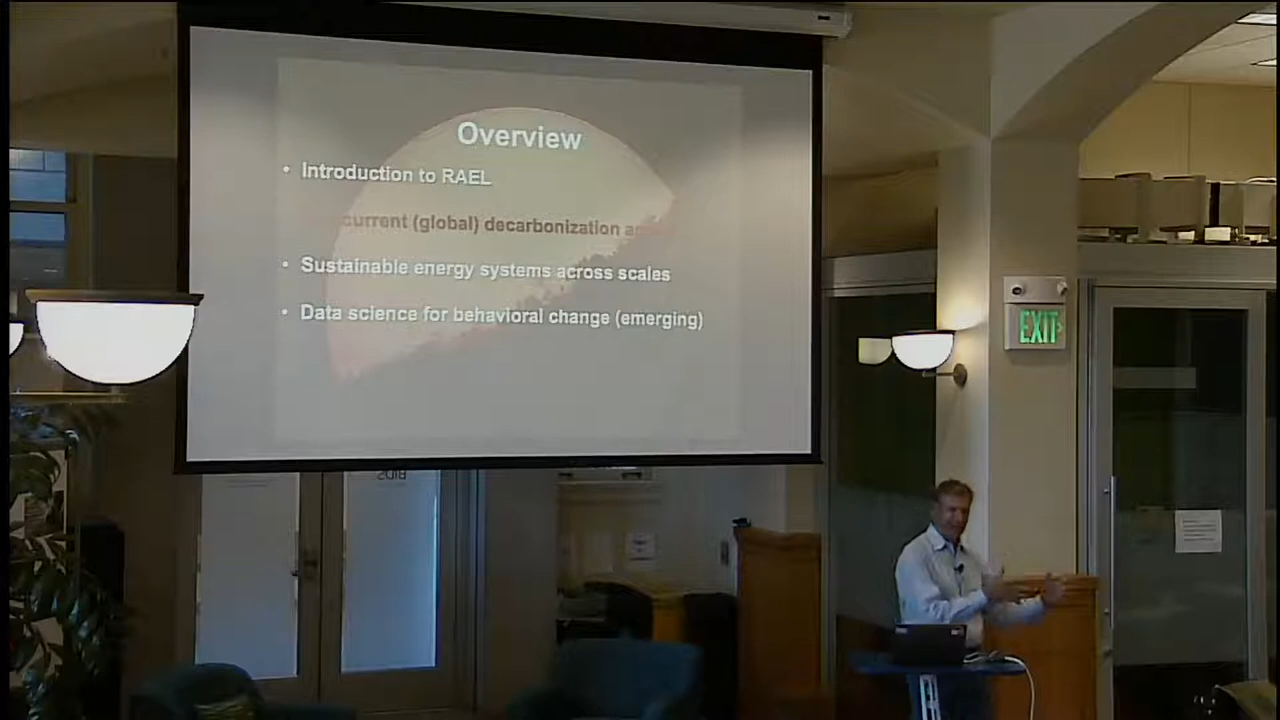 Overview
• Introduction to RAEL
current (global) decarbonization
• Sustainable energy systems across scales
• Data science for behavioral change (emerging)
EXIT
BIDS